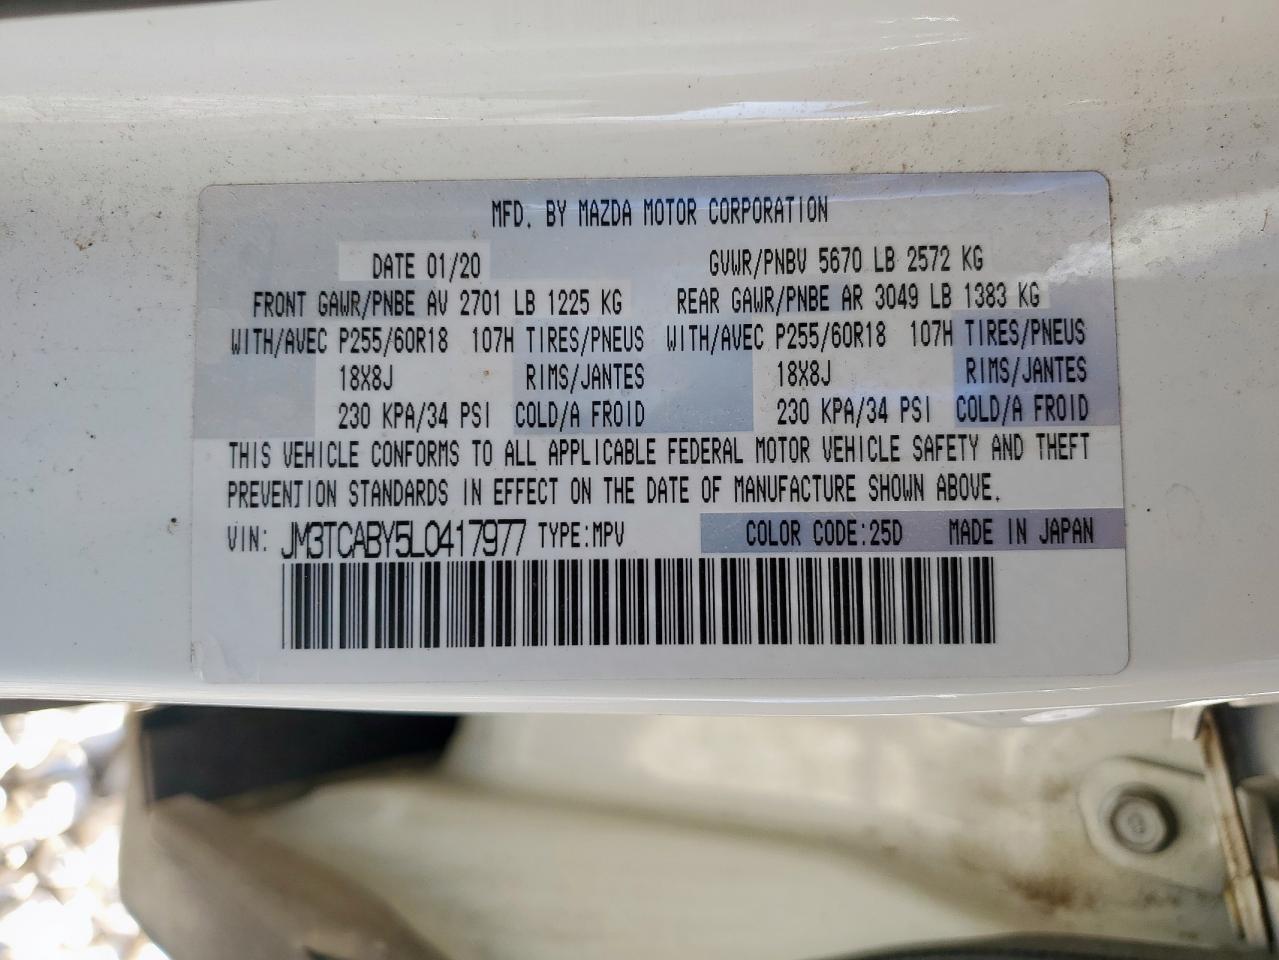 MFD. BY MAZDA MOTOR CORPORATION
DATE 01/20 GVWR/PNBV 5670 LB 2572 KG
FRONT GAWR/PNBE AV 2701 LB 1225 KG REAR GAWR/PNBE AR 3049 LB 1383 KG
WITH/AVEC P255/60R18 107H TIRES/PNEUS WITH/AVEC P255/60R18 107H TIRES/PNEUS
18X8J RIMS/JANTES 18X8J RIMS/JANTES
230 KPA/34 PSI COLD/A FROID 230 KPA/34 PSI COLD/A FROID
THIS VEHICLE CONFORMS TO ALL APPLICABLE FEDERAL MOTOR VEHICLE SAFETY AND THEFT
PREVENTION STANDARDS IN EFFECT ON THE DATE OF MANUFACTURE SHOWN ABOVE.
VIN: JM3TCABY5L0417977 TYPE:MPV COLOR CODE:25D MADE IN JAPAN